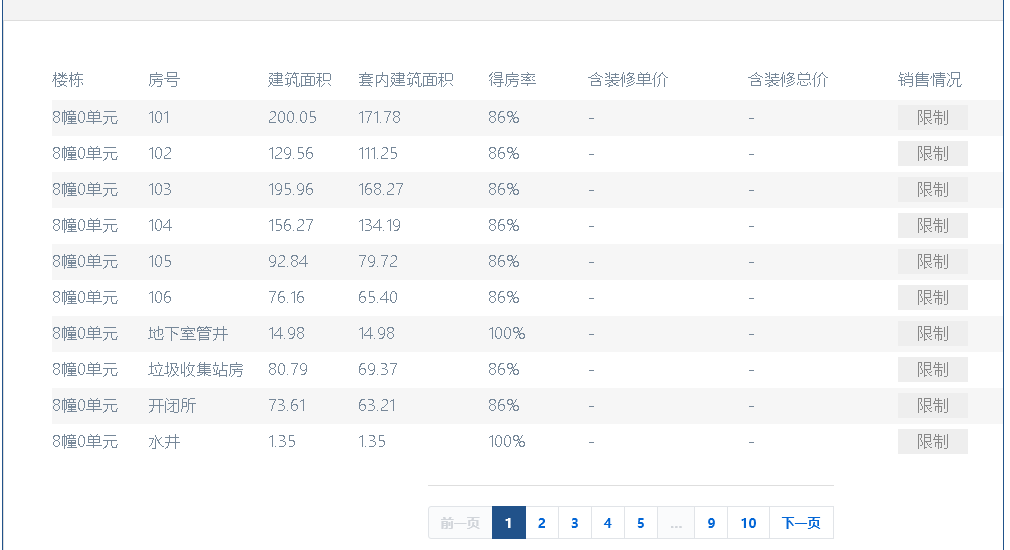 楼栋 房号 建筑面积 套内建筑面积 得房率 含装修单价 含装修总价 销售情况
8幢0单元 101 200.05 171.78 86% - - 限制
8幢0单元 102 129.56 111.25 86% - - 限制
8幢0单元 103 195.96 168.27 86% - - 限制
8幢0单元 104 156.27 134.19 86% - - 限制
8幢0单元 105 92.84 79.72 86% - - 限制
8幢0单元 106 76.16 65.40 86% - - 限制
8幢0单元 地下室管井 14.98 14.98 100% - - 限制
8幢0单元 垃圾收集站房 80.79 69.37 86% - - 限制
8幢0单元 开闭所 73.61 63.21 86% - - 限制
8幢0单元 水井 1.35 1.35 100% - - 限制
前一页 1 2 3 4 5 ... 9 10 下一页